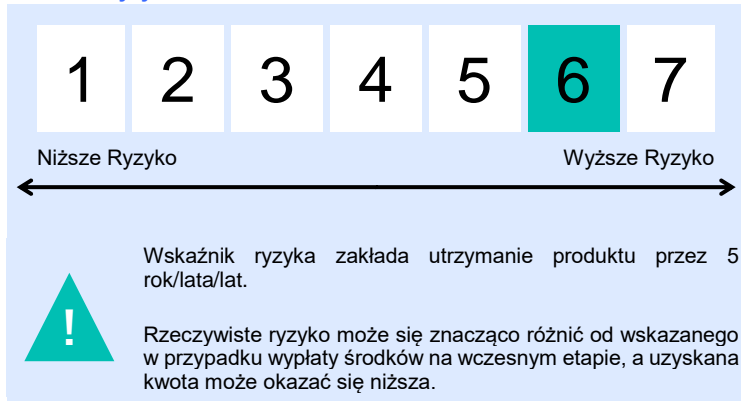 1 2 3 4 5 6 7
Niższe Ryzyko Wyższe Ryzyko
Wskaźnik ryzyka zakłada utrzymanie produktu przez 5
rok/lata/lat.
!
Rzeczywiste ryzyko może się znacząco różnić od wskazanego
w przypadku wypłaty środków na wczesnym etapie, a uzyskana
kwota może okazać się niższa.